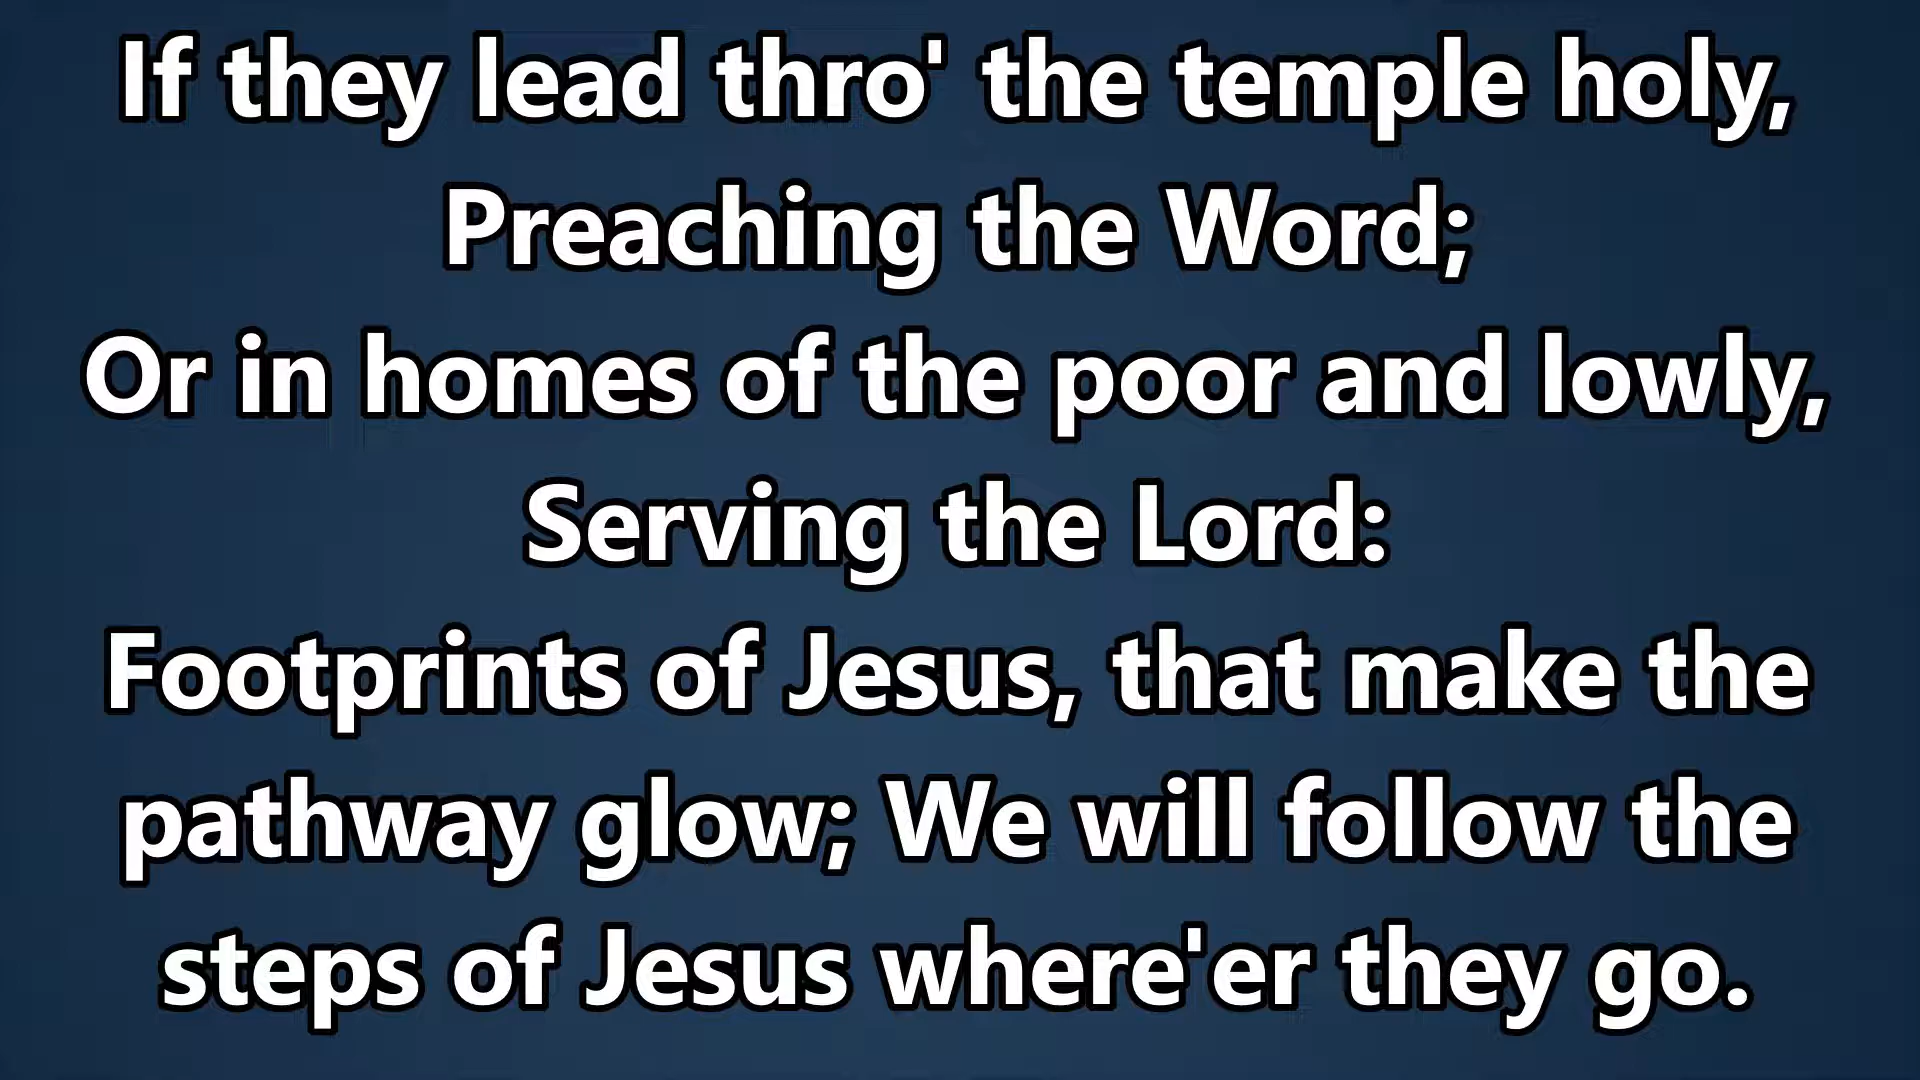 If they lead thro' the temple holy,
Preaching the Word;
Or in homes of the poor and lowly,
Serving the Lord:
Footprints of Jesus, that make the
pathway glow; We will follow the
steps of Jesus where'er they go.